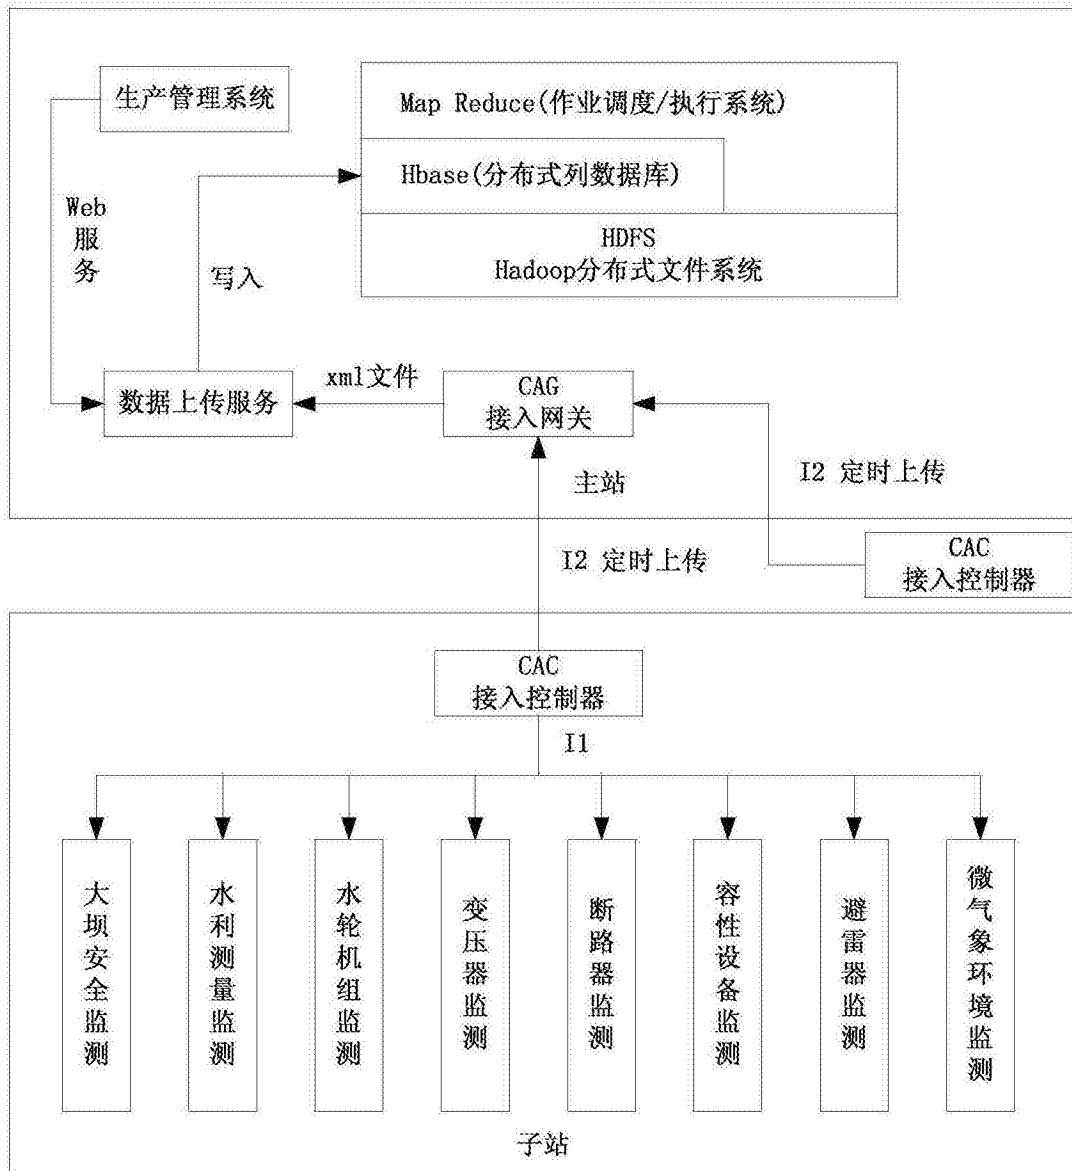 生产管理系统
Map Reduce(作业调度/执行系统)
Hbase(分布式列数据库)
HDFS
Hadoop分布式文件系统
Web
服
务
写入
数据上传服务
xml文件
CAG
接入网关
主站
I2 定时上传
I2 定时上传
CAC
接入控制器
CAC
接入控制器
I1
大坝安全监测
水利测量监测
水轮机组监测
变压器监测
断路器监测
容性设备监测
避雷器监测
微气象环境监测
子站